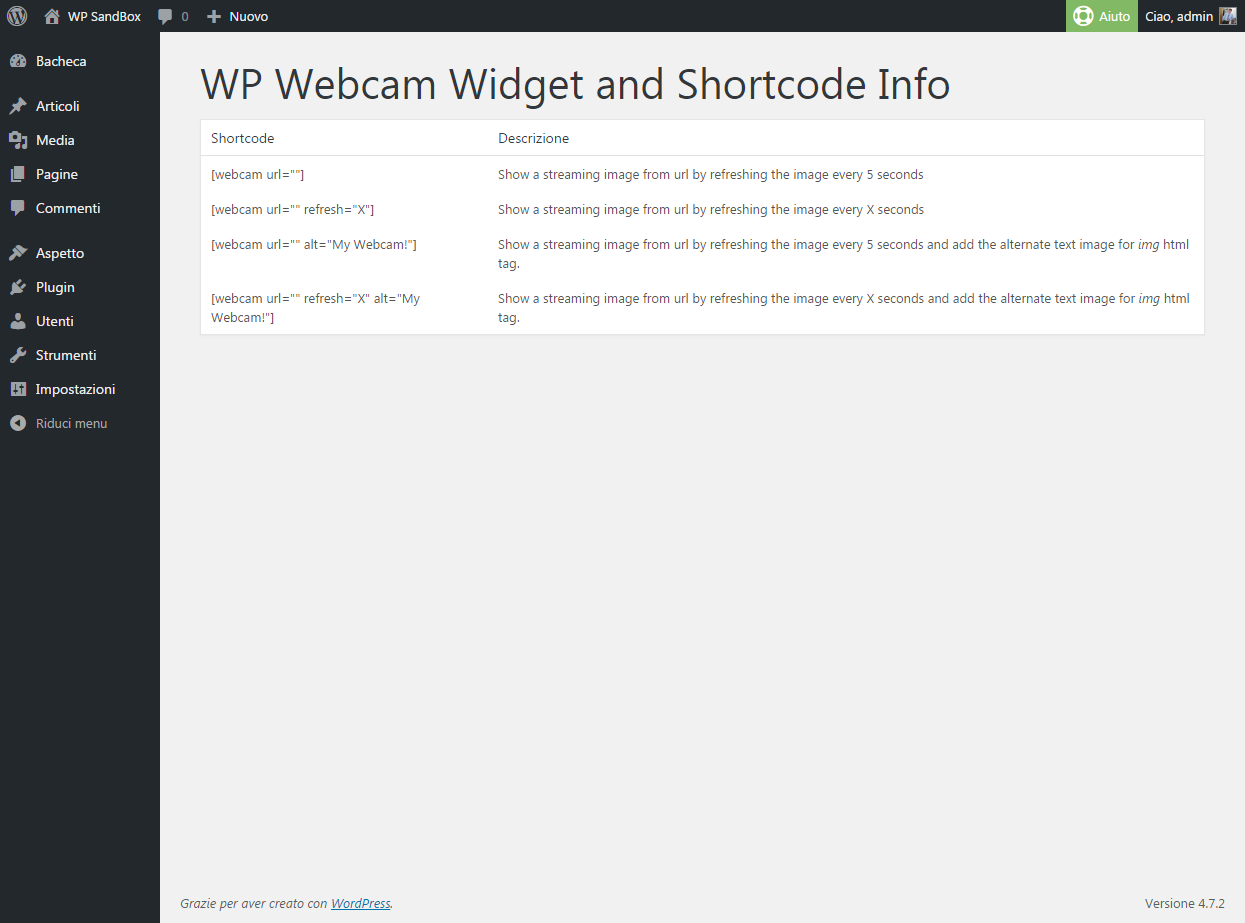 WP SandBox 0 Nuovo Aiuto Ciao, admin
Bacheca
Articoli
Media
Pagine
Commenti
Aspetto
Plugin
Utenti
Strumenti
Impostazioni
Riduci menu
WP Webcam Widget and Shortcode Info
Shortcode Descrizione
[webcam url=""] Show a streaming image from url by refreshing the image every 5 seconds
[webcam url="" refresh="X"] Show a streaming image from url by refreshing the image every X seconds
[webcam url="" alt="My Webcam!"] Show a streaming image from url by refreshing the image every 5 seconds and add the alternate text image for img html
tag.
[webcam url="" refresh="X" alt="My Show a streaming image from url by refreshing the image every X seconds and add the alternate text image for img html
Webcam!"] tag.
Grazie per aver creato con WordPress. Versione 4.7.2